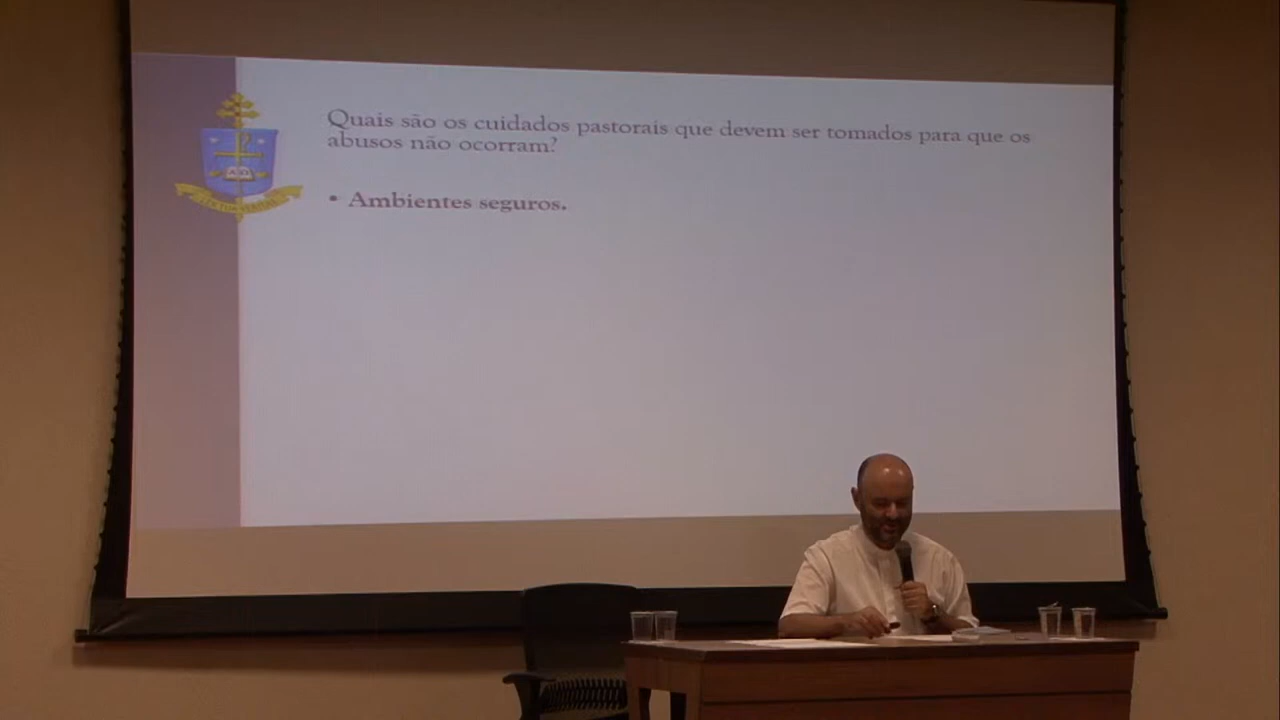 Quais são os cuidados pastorais que devem ser tomados para que os
abusos não ocorram?
• Ambientes seguros.